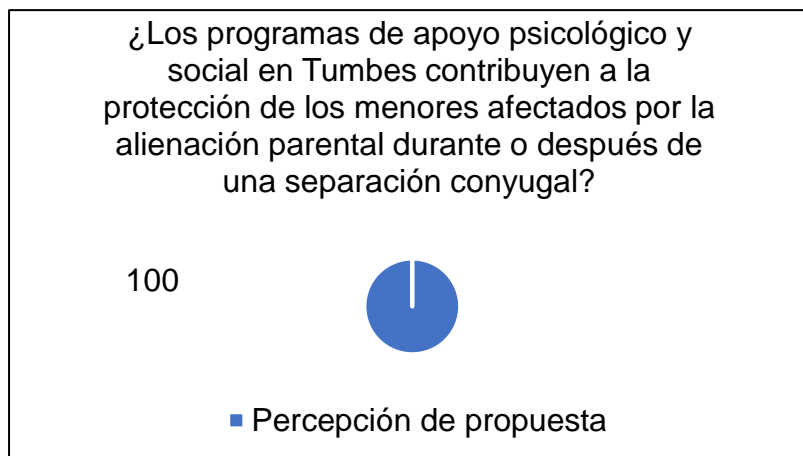 ¿Los programas de apoyo psicológico y
social en Tumbes contribuyen a la
protección de los menores afectados por la
alienación parental durante o después de
una separación conyugal?
100
Percepción de propuesta